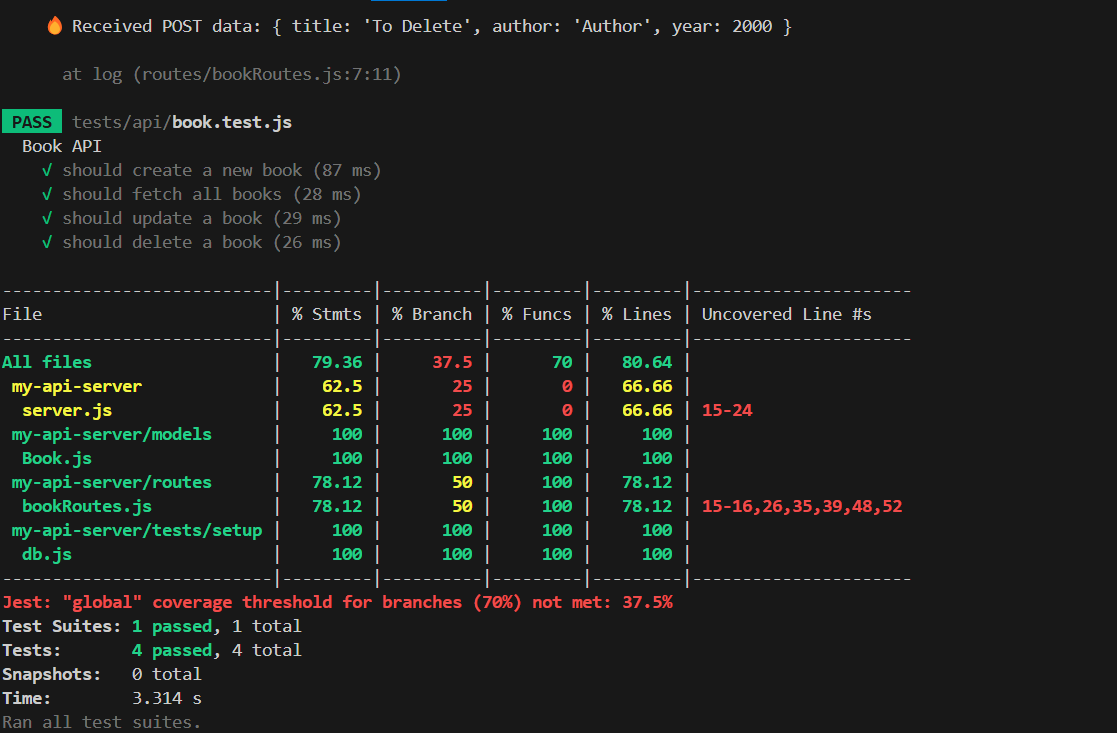 🔥 Received POST data: { title: 'To Delete', author: 'Author', year: 2000 }
at log (routes/bookRoutes.js:7:11)
PASS tests/api/book.test.js
Book API
√ should create a new book (87 ms)
√ should fetch all books (28 ms)
√ should update a book (29 ms)
√ should delete a book (26 ms)
---------------------------|---------|----------|---------|---------|----------------------
File                       | % Stmts | % Branch | % Funcs | % Lines | Uncovered Line #s
---------------------------|---------|----------|---------|---------|----------------------
All files                  |   79.36 |     37.5 |      70 |   80.64 |
 my-api-server             |    62.5 |       25 |       0 |   66.66 |
  server.js                |    62.5 |       25 |       0 |   66.66 | 15-24
 my-api-server/models      |     100 |      100 |     100 |     100 |
  Book.js                  |     100 |      100 |     100 |     100 |
 my-api-server/routes      |   78.12 |       50 |     100 |   78.12 |
  bookRoutes.js            |   78.12 |       50 |     100 |   78.12 | 15-16,26,35,39,48,52
 my-api-server/tests/setup |     100 |      100 |     100 |     100 |
  db.js                    |     100 |      100 |     100 |     100 |
---------------------------|---------|----------|---------|---------|----------------------
Jest: "global" coverage threshold for branches (70%) not met: 37.5%
Test Suites: 1 passed, 1 total
Tests:       4 passed, 4 total
Snapshots:   0 total
Time:        3.314 s
Ran all test suites.